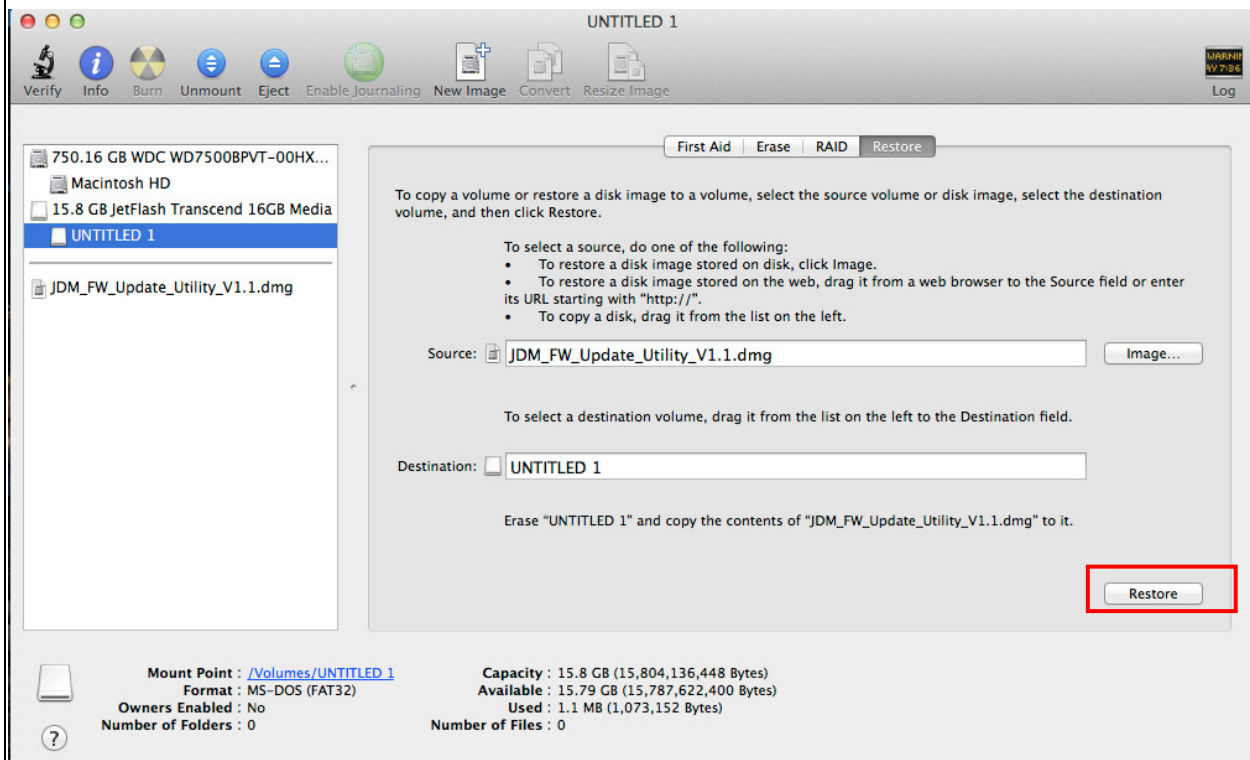 UNTITLED 1
Verify Info Burn Unmount Eject Enable Journaling New Image Convert Resize Image Log
WARNIN
AY 7:36
First Aid Erase RAID Restore
750.16 GB WDC WD7500BPVT-00HX...
Macintosh HD
15.8 GB JetFlash Transcend 16GB Media
UNTITLED 1
JDM_FW_Update_Utility_V1.1.dmg
To copy a volume or restore a disk image to a volume, select the source volume or disk image, select the destination
volume, and then click Restore.
To select a source, do one of the following:
• To restore a disk image stored on disk, click Image.
• To restore a disk image stored on the web, drag it from a web browser to the Source field or enter
its URL starting with “http://”.
• To copy a disk, drag it from the list on the left.
Source: JDM_FW_Update_Utility_V1.1.dmg Image...
To select a destination volume, drag it from the list on the left to the Destination field.
Destination: UNTITLED 1
Erase “UNTITLED 1” and copy the contents of “JDM_FW_Update_Utility_V1.1.dmg” to it.
Restore
Mount Point : /Volumes/UNTITLED 1 Capacity : 15.8 GB (15,804,136,448 Bytes)
Format : MS-DOS (FAT32) Available : 15.79 GB (15,787,622,400 Bytes)
Owners Enabled : No Used : 1.1 MB (1,073,152 Bytes)
Number of Folders : 0 Number of Files : 0
?